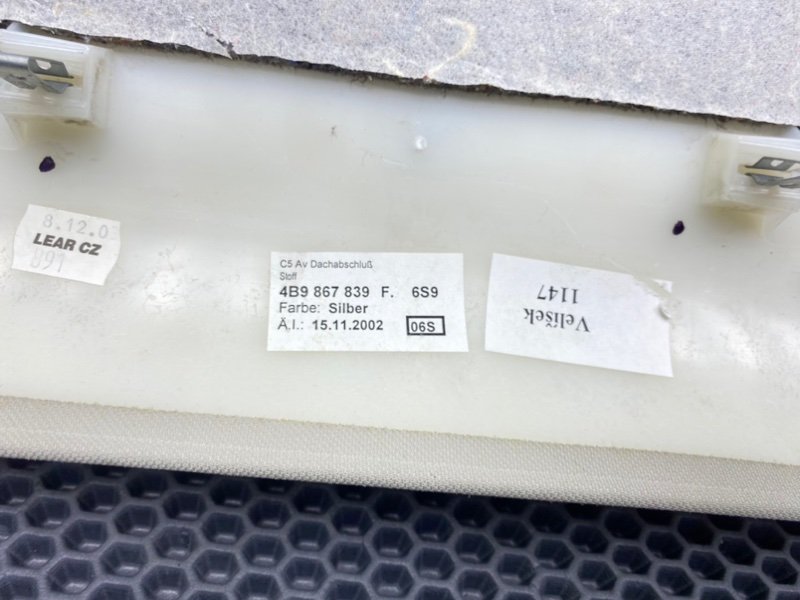 8.12.0
LEAR CZ
891
C5 Av Dachabschluß
Stoff
4B9 867 839 F. 6S9
Farbe: Silber
Ä.I.: 15.11.2002 06S
Velíšek
1147